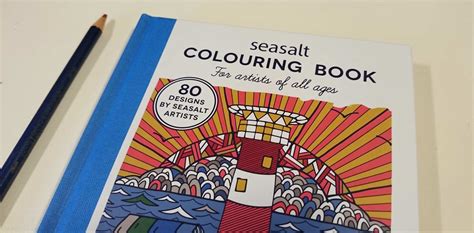 seasalt
COLOURING BOOK
For artists of all ages
80
DESIGNS
BY SEASALT
ARTISTS